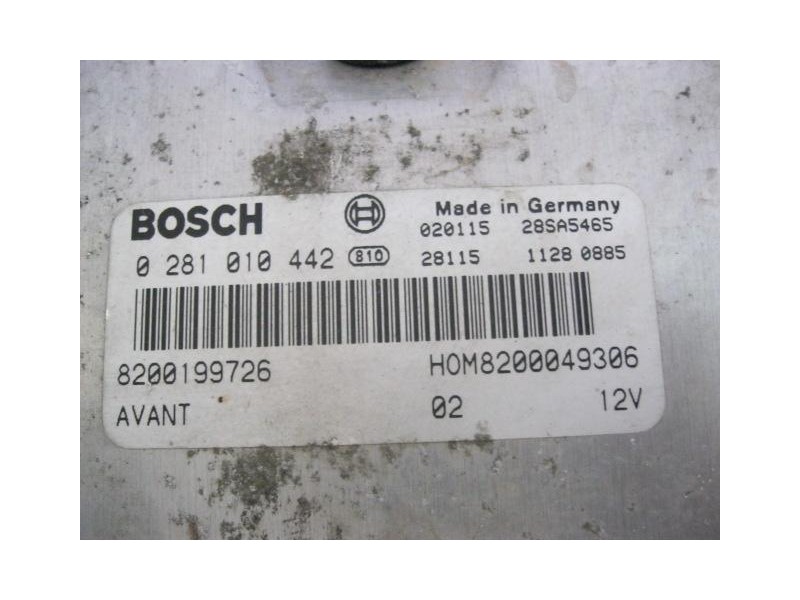 BOSCH Made in Germany
020115 28SA5465
0 281 010 442 810 28115 1128 0885
8200199726 HOM8200049306
AVANT 02 12V